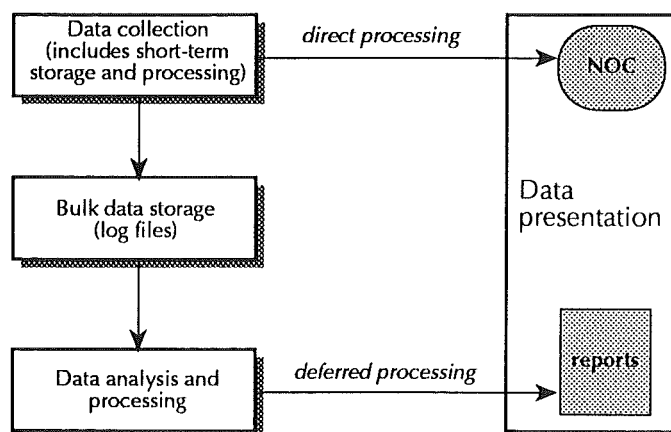 Data collection
(includes short-term
storage and processing)
direct processing
NOC
Bulk data storage
(log files)
Data
presentation
Data analysis and
processing
deferred processing
reports